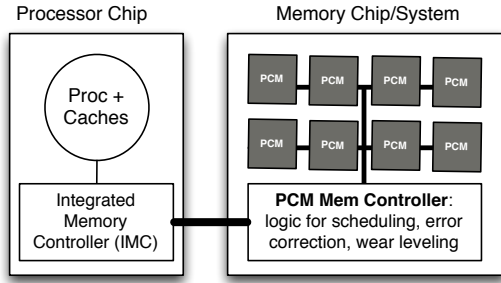 Processor Chip
Memory Chip/System
Proc +
Caches
Integrated
Memory
Controller (IMC)
PCM PCM PCM PCM
PCM PCM PCM PCM
PCM Mem Controller:
logic for scheduling, error
correction, wear leveling